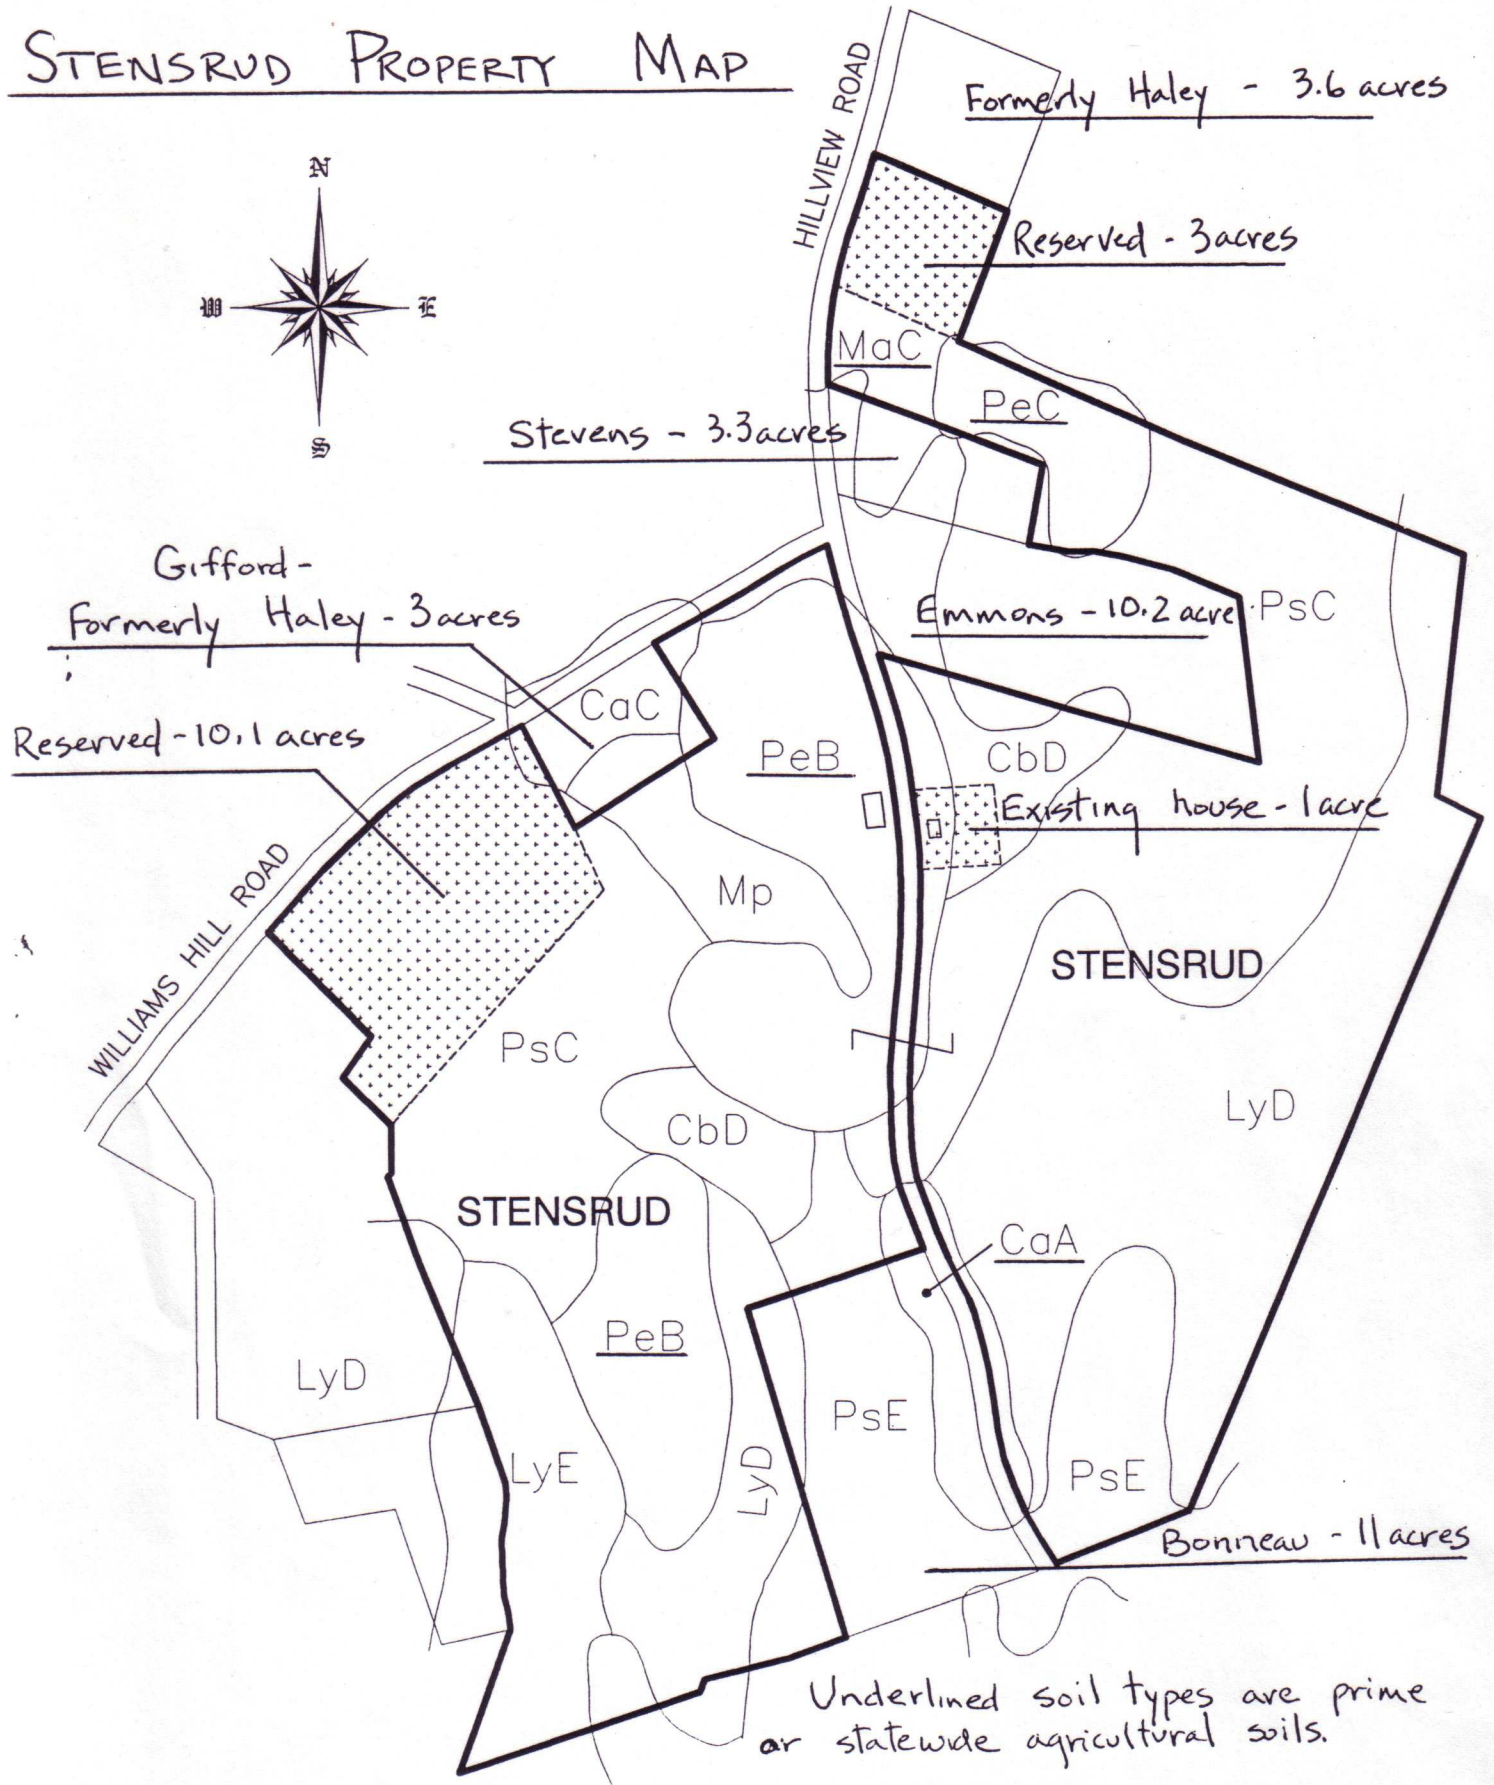 STENSRUD PROPERTY MAP
HILLVIEW ROAD
Formerly Haley - 3.6 acres
N
W E
S
Reserved - 3 acres
MaC
PeC
Stevens - 3.3 acres
Gifford -
Formerly Haley - 3 acres
Emmons - 10.2 acre
PsC
CaC
Reserved - 10.1 acres
PeB
CbD
Existing house - 1 acre
WILLIAMS HILL ROAD
Mp
STENSRUD
PsC
CbD
LyD
STENSRUD
CaA
PeB
LyD
PsE
LyE
LyD
PsE
Bonneau - 11 acres
Underlined soil types are prime
or statewide agricultural soils.